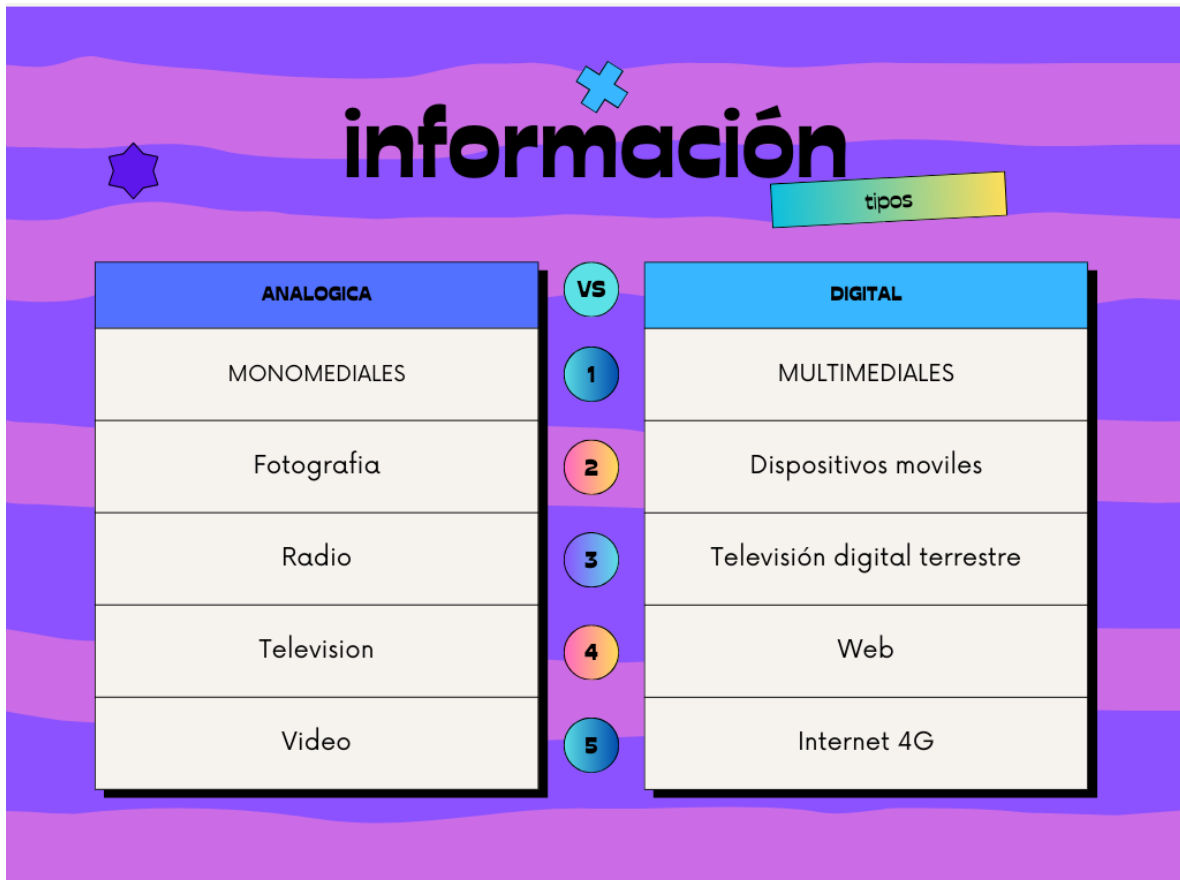 información
tipos
ANALOGICA VS DIGITAL
MONOMEDIALES 1 MULTIMEDIALES
Fotografia 2 Dispositivos moviles
Radio 3 Televisión digital terrestre
Television 4 Web
Video 5 Internet 4G